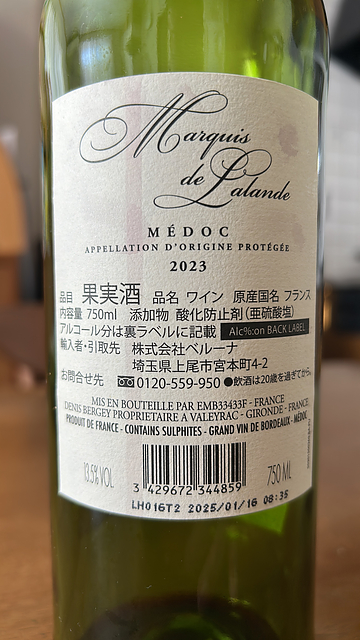 Marquis
de Lalande
MÉDOC
APPELLATION D'ORIGINE PROTÉGÉE
2023
品目 果実酒 品名 ワイン 原産国名 フランス
内容量 750ml 添加物 酸化防止剤(亜硫酸塩)
アルコール分は裏ラベルに記載 Alc%:on BACK LABEL
輸入者・引取先 株式会社ベルーナ
埼玉県上尾市宮本町4-2
お問合せ先 0120-559-950 ●飲酒は20歳を過ぎてから。
MIS EN BOUTEILLE PAR EMB33433F - FRANCE
DENIS BERGEY PROPRIETAIRE A VALEYRAC - GIRONDE - FRANCE
PRODUIT DE FRANCE - CONTAINS SULPHITES - GRAND VIN DE BORDEAUX - MÉDOC
13.5% VOL
750 ML
3 429672 344859
LH016T2 2025/01/16 08:35